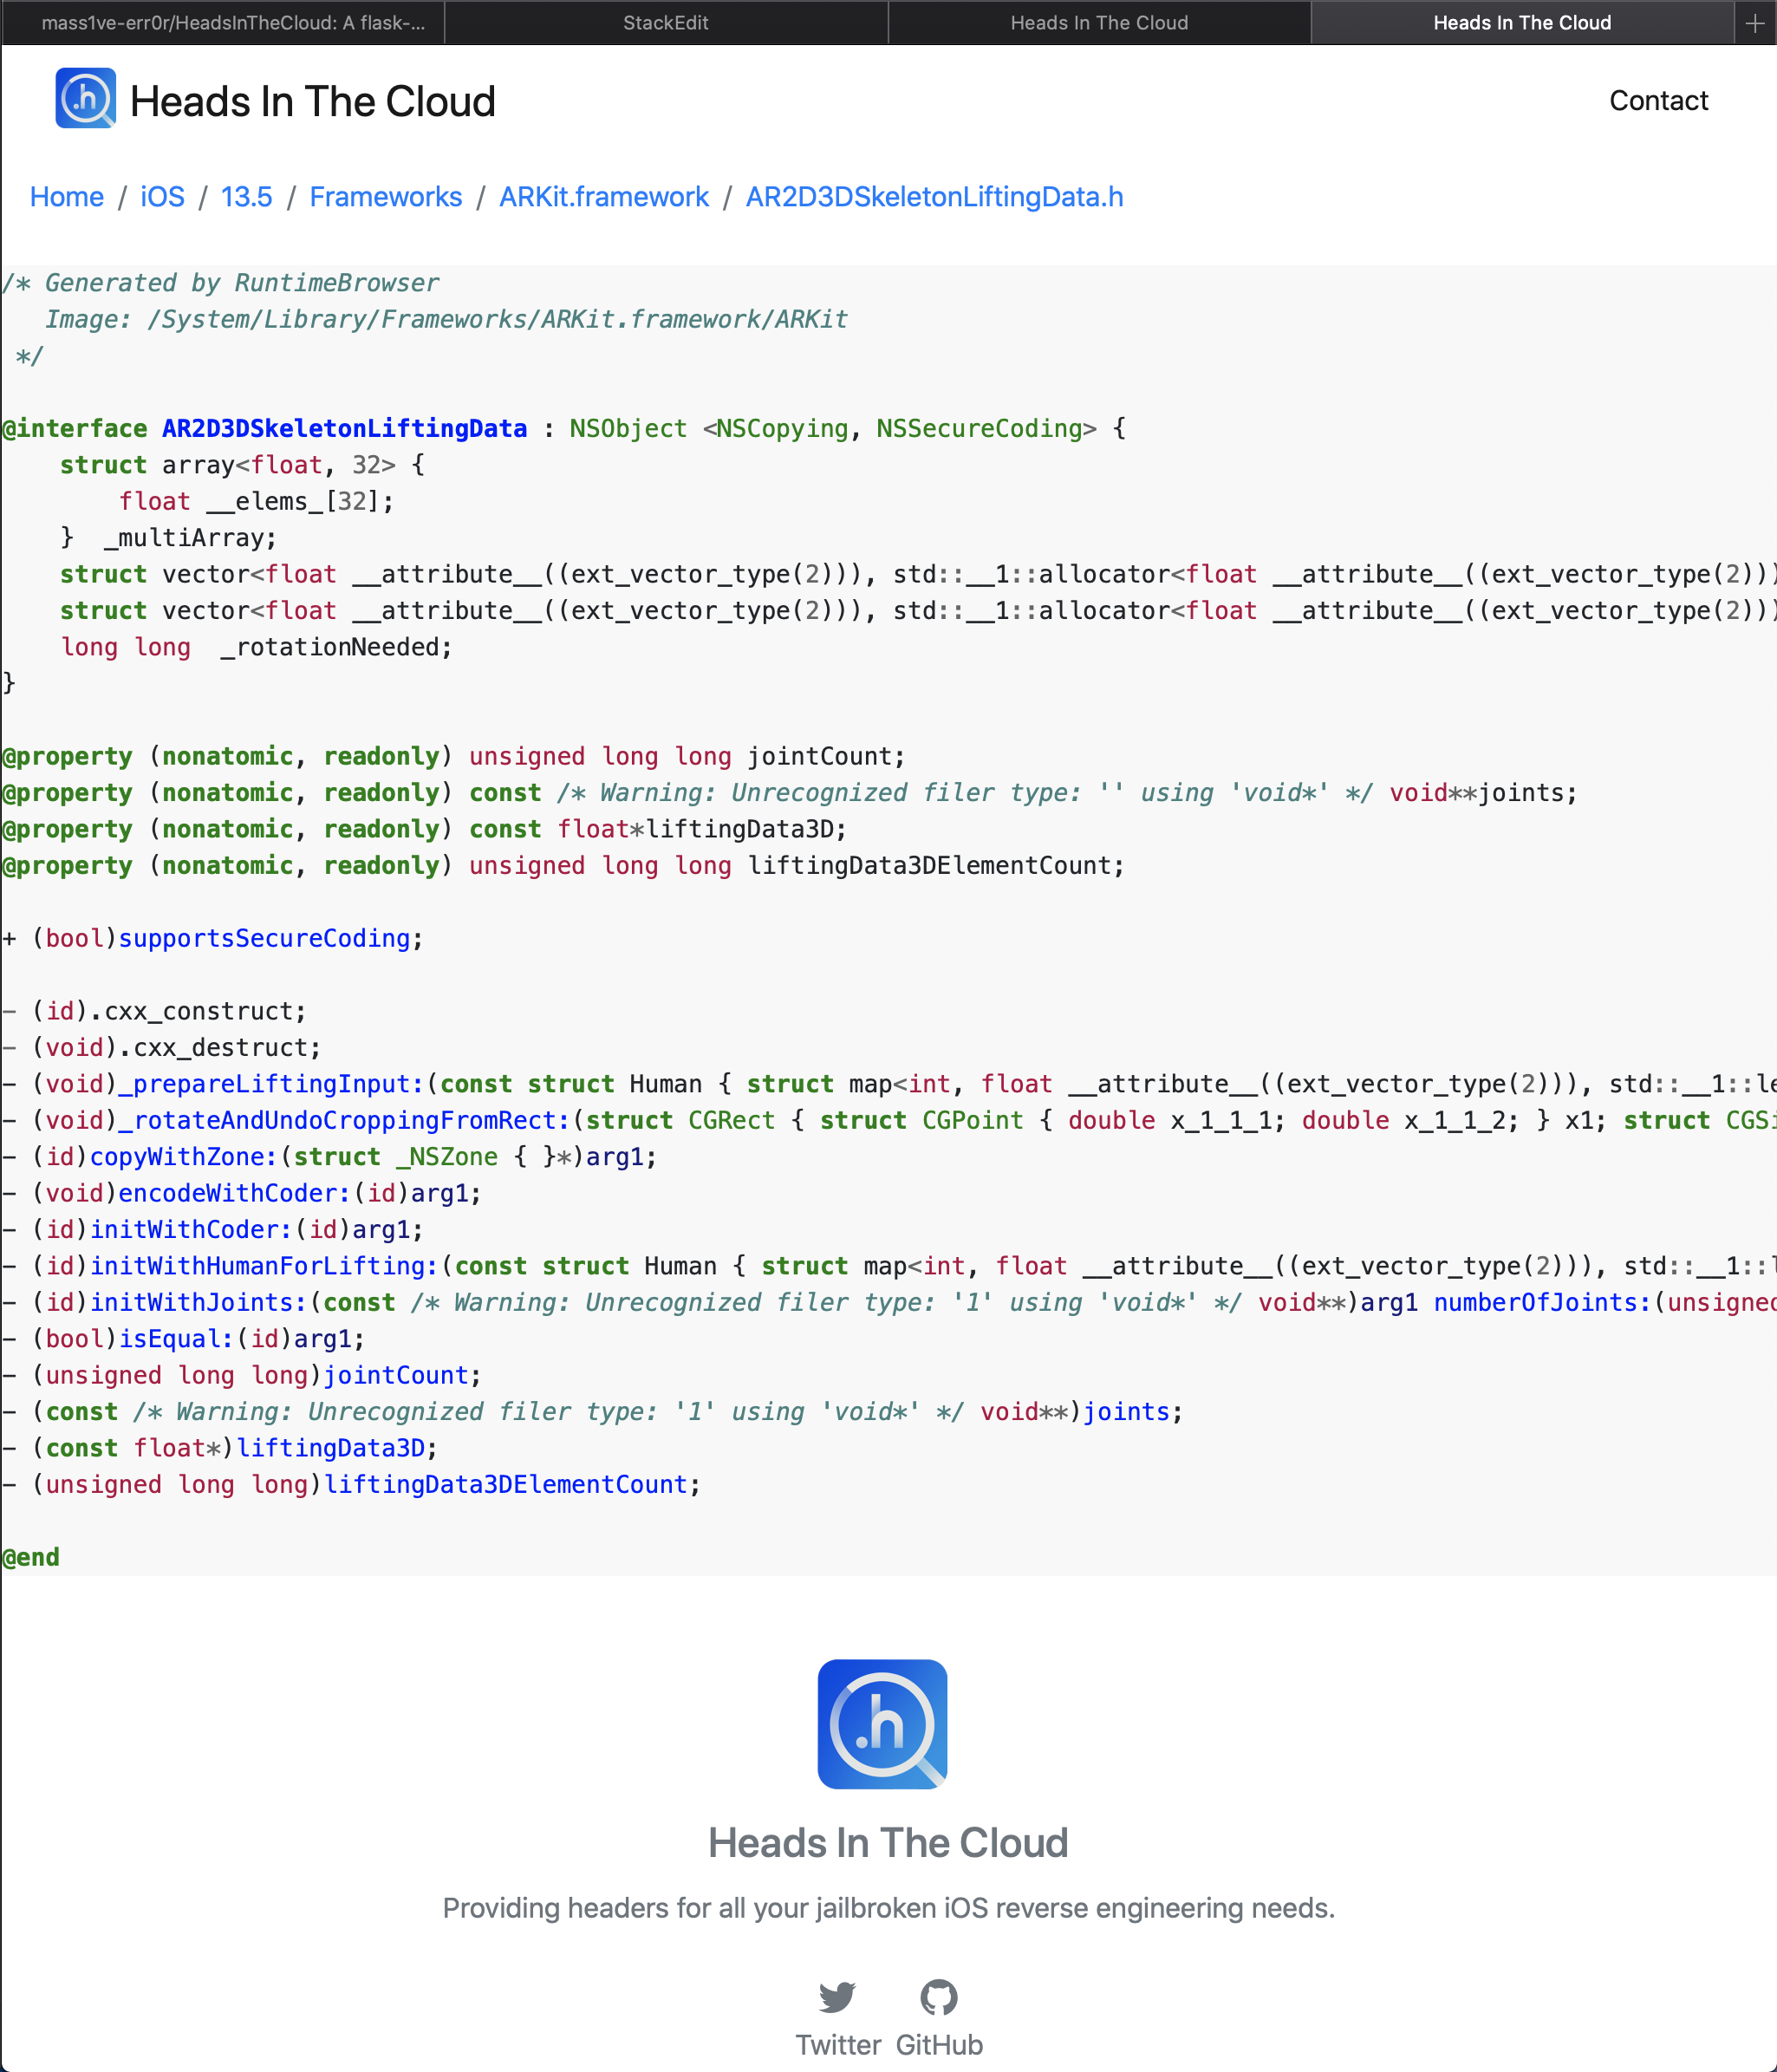 mass1ve-err0r/HeadsInTheCloud: A flask-...
StackEdit
Heads In The Cloud
Heads In The Cloud
.h Heads In The Cloud
Contact
Home / iOS / 13.5 / Frameworks / ARKit.framework / AR2D3DSkeletonLiftingData.h
/* Generated by RuntimeBrowser
   Image: /System/Library/Frameworks/ARKit.framework/ARKit
 */
@interface AR2D3DSkeletonLiftingData : NSObject <NSCopying, NSSecureCoding> {
    struct array<float, 32> {
        float __elems_[32];
    }  _multiArray;
    struct vector<float __attribute__((ext_vector_type(2))), std::__1::allocator<float __attribute__((ext_vector_type(2)))
    struct vector<float __attribute__((ext_vector_type(2))), std::__1::allocator<float __attribute__((ext_vector_type(2)))
    long long  _rotationNeeded;
}
@property (nonatomic, readonly) unsigned long long jointCount;
@property (nonatomic, readonly) const /* Warning: Unrecognized filer type: '' using 'void*' */ void**joints;
@property (nonatomic, readonly) const float*liftingData3D;
@property (nonatomic, readonly) unsigned long long liftingData3DElementCount;
+ (bool)supportsSecureCoding;
- (id).cxx_construct;
- (void).cxx_destruct;
- (void)_prepareLiftingInput:(const struct Human { struct map<int, float __attribute__((ext_vector_type(2))), std::__1::le
- (void)_rotateAndUndoCroppingFromRect:(struct CGRect { struct CGPoint { double x_1_1_1; double x_1_1_2; } x1; struct CGSi
- (id)copyWithZone:(struct _NSZone { }*)arg1;
- (void)encodeWithCoder:(id)arg1;
- (id)initWithCoder:(id)arg1;
- (id)initWithHumanForLifting:(const struct Human { struct map<int, float __attribute__((ext_vector_type(2))), std::__1::l
- (id)initWithJoints:(const /* Warning: Unrecognized filer type: '1' using 'void*' */ void**)arg1 numberOfJoints:(unsigned
- (bool)isEqual:(id)arg1;
- (unsigned long long)jointCount;
- (const /* Warning: Unrecognized filer type: '1' using 'void*' */ void**)joints;
- (const float*)liftingData3D;
- (unsigned long long)liftingData3DElementCount;
@end
.h
Heads In The Cloud
Providing headers for all your jailbroken iOS reverse engineering needs.
Twitter GitHub